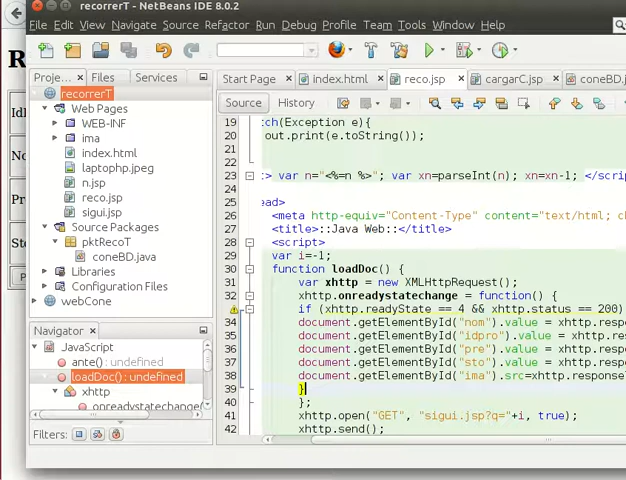 recorrerT - NetBeans IDE 8.0.2
File Edit View Navigate Source Refactor Run Debug Profile Team Tools Window Help
Proje... Files Services
Start Page index.html reco.jsp cargarC.jsp coneBD.j
Source History
recorrerT
Web Pages
WEB-INF
ima
index.html
laptophp.jpeg
n.jsp
reco.jsp
sigui.jsp
Source Packages
pktRecoT
coneBD.java
Libraries
Configuration Files
webCone
Navigator
JavaScript
ante() : undefined
loadDoc() : undefined
xhttp
onreadystatechange
Filters:
19 tch(Exception e){
20 out.print(e.toString());
21
22
23 :> var n="<%=n %>"; var xn=parseInt(n); xn=xn-1; </scri
24
25 ead>
26 <meta http-equiv="Content-Type" content="text/html; c
27 <title>::Java Web::</title>
28 <script>
29 var i=-1;
30 function loadDoc() {
31 var xhttp = new XMLHttpRequest();
32 xhttp.onreadystatechange = function() {
if (xhttp.readyState == 4 && xhttp.status == 200)
34 document.getElementById("nom").value = xhttp.respo
35 document.getElementById("idpro").value = xhttp.res
36 document.getElementById("pre").value = xhttp.respo
37 document.getElementById("sto").value = xhttp.respo
38 document.getElementById("ima").src=xhttp.response
39 }
40 };
41 xhttp.open("GET", "sigui.jsp?q="+i, true);
42 xhttp.send();